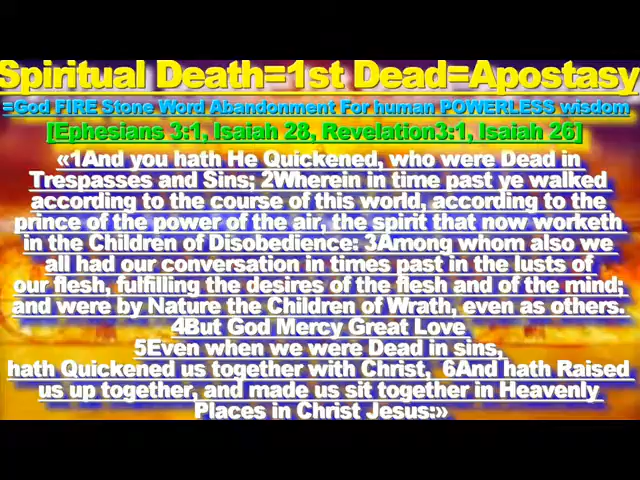 Spiritual Death=1st Dead=Apostasy
=God FIRE Stone Word Abandonment For human POWERLESS wisdom
[Ephesians 3:1, Isaiah 28, Revelation3:1, Isaiah 26]
«1And you hath He Quickened, who were Dead in
Trespasses and Sins; 2Wherein in time past ye walked
according to the course of this world, according to the
prince of the power of the air, the spirit that now worketh
in the Children of Disobedience: 3Among whom also we
all had our conversation in times past in the lusts of
our flesh, fulfilling the desires of the flesh and of the mind;
and were by Nature the Children of Wrath, even as others.
4But God Mercy Great Love
5Even when we were Dead in sins,
hath Quickened us together with Christ, 6And hath Raised
us up together, and made us sit together in Heavenly
Places in Christ Jesus:»